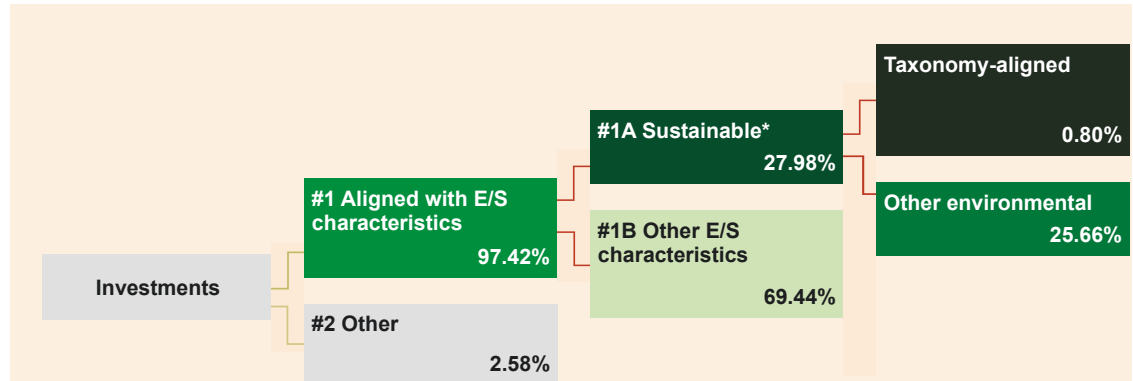 Investments
#1 Aligned with E/S
characteristics
97.42%
#2 Other
2.58%
#1A Sustainable*
27.98%
#1B Other E/S
characteristics
69.44%
Taxonomy-aligned
0.80%
Other environmental
25.66%